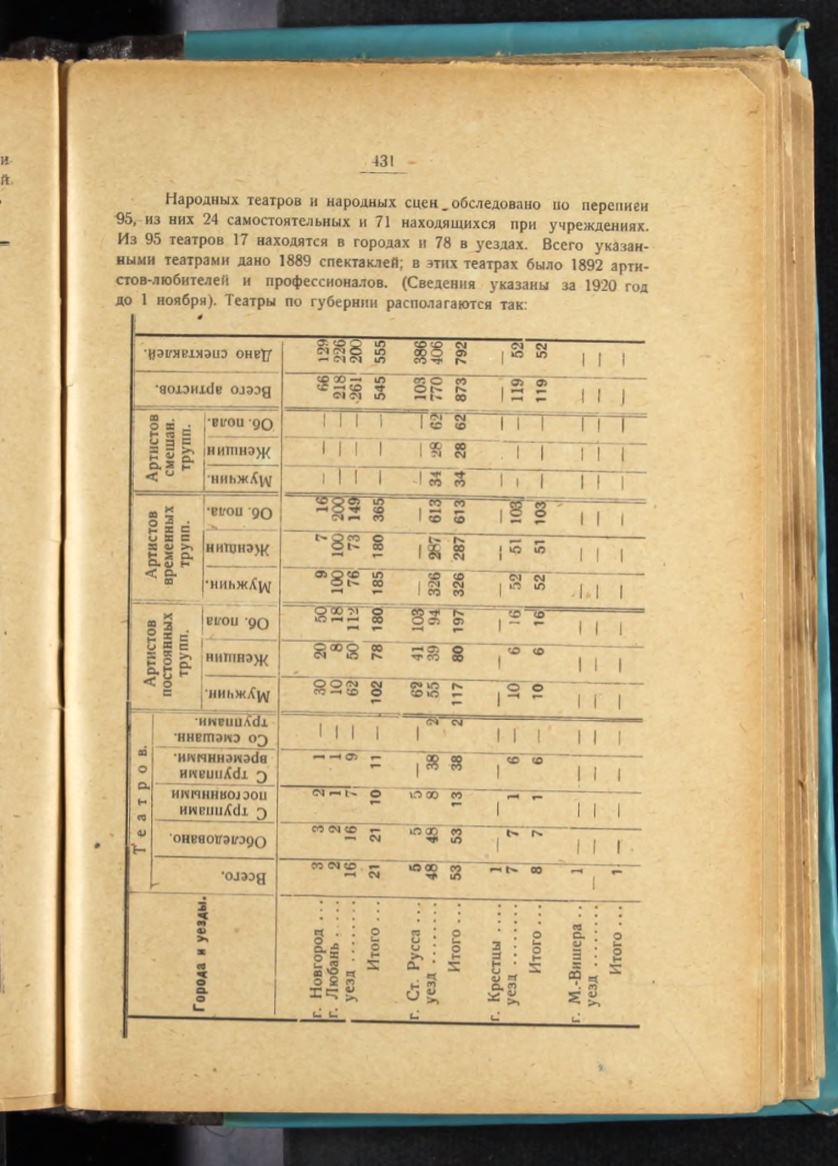 и
й
431
Народных театров и народных сцен обследовано по переписи
95, из них 24 самостоятельных и 71 находящихся при учреждениях.
Из 95 театров 17 находятся в городах и 78 в уездах. Всего указан-
ными театрами дано 1889 спектаклей; в этих театрах было 1892 арти-
стов-любителей и профессионалов. (Сведения указаны за 1920 год
до 1 ноября). Театры по губернии располагаются так:
Города и уезды.
Театров.
Всего.
Обследовано.
С труппами постоянными
С труппами временными.
Со смешанн. труппами.
Артистов постоянных трупп.
Мужчин.
Женщин
Об. пола
Артистов временных трупп.
Мужчин.
Женщин
Об. пола.
Артистов смешан. трупп.
Мужчин.
Женщин
Об. пола.
Всего артистов.
Дано спектаклей.
г. Новгород ... 3 3 2 1 — 30 20 50 9 7 16 — — — 66 129
г. Любань .... 2 2 1 1 — 10 8 18 100 100 200 — — — 218 226
уезд ........ 16 16 7 9 — 62 50 112 76 73 149 — — — 261 200
Итого ... 21 21 10 11 — 102 78 180 185 180 365 — — — 545 555
г. Ст. Русса ... 5 5 5 — — 62 41 103 — — — — — — 103 386
уезд ........ 48 48 8 38 2 55 39 94 326 287 613 34 28 62 770 406
Итого ... 53 53 13 38 2 117 80 197 326 287 613 34 28 62 873 792
г. Крестцы .... 1 — — — — — — — — — — — — — — —
уезд ........ 7 7 1 6 — 10 6 16 52 51 103 — — — 119 52
Итого ... 8 7 1 6 — 10 6 16 52 51 103 — — — 119 52
г. М.-Вишера .. 1 — — — — — — — — — — — — — — —
уезд ........ — — — — — — — — — — — — — — — —
Итого ... 1 — — — — — — — — — — — — — — —